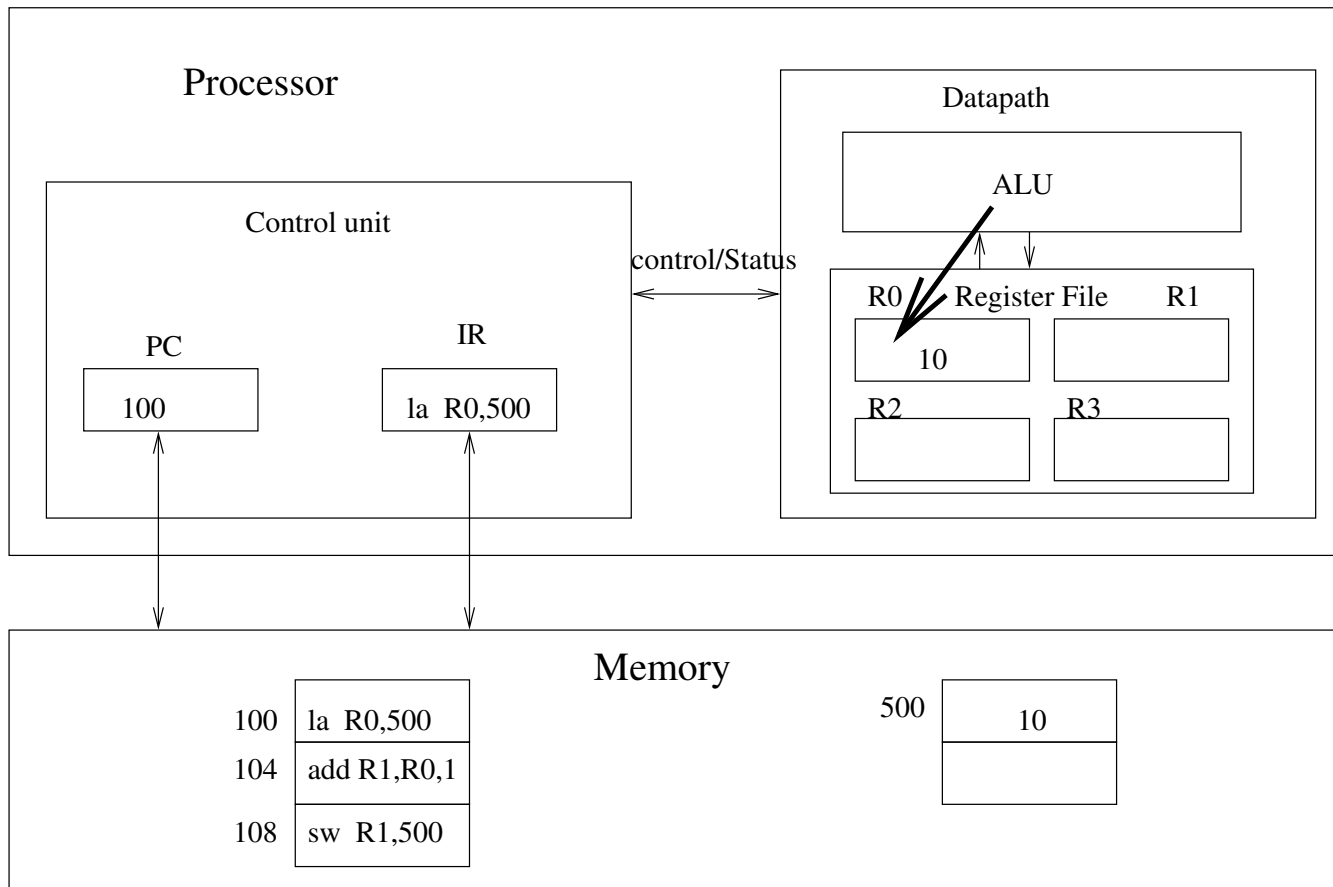 Processor
Datapath
ALU
Control unit
control/Status
R0 Register File R1
PC
IR
10
100
la R0,500
R2
R3
Memory
500
10
100 la R0,500
104 add R1,R0,1
108 sw R1,500